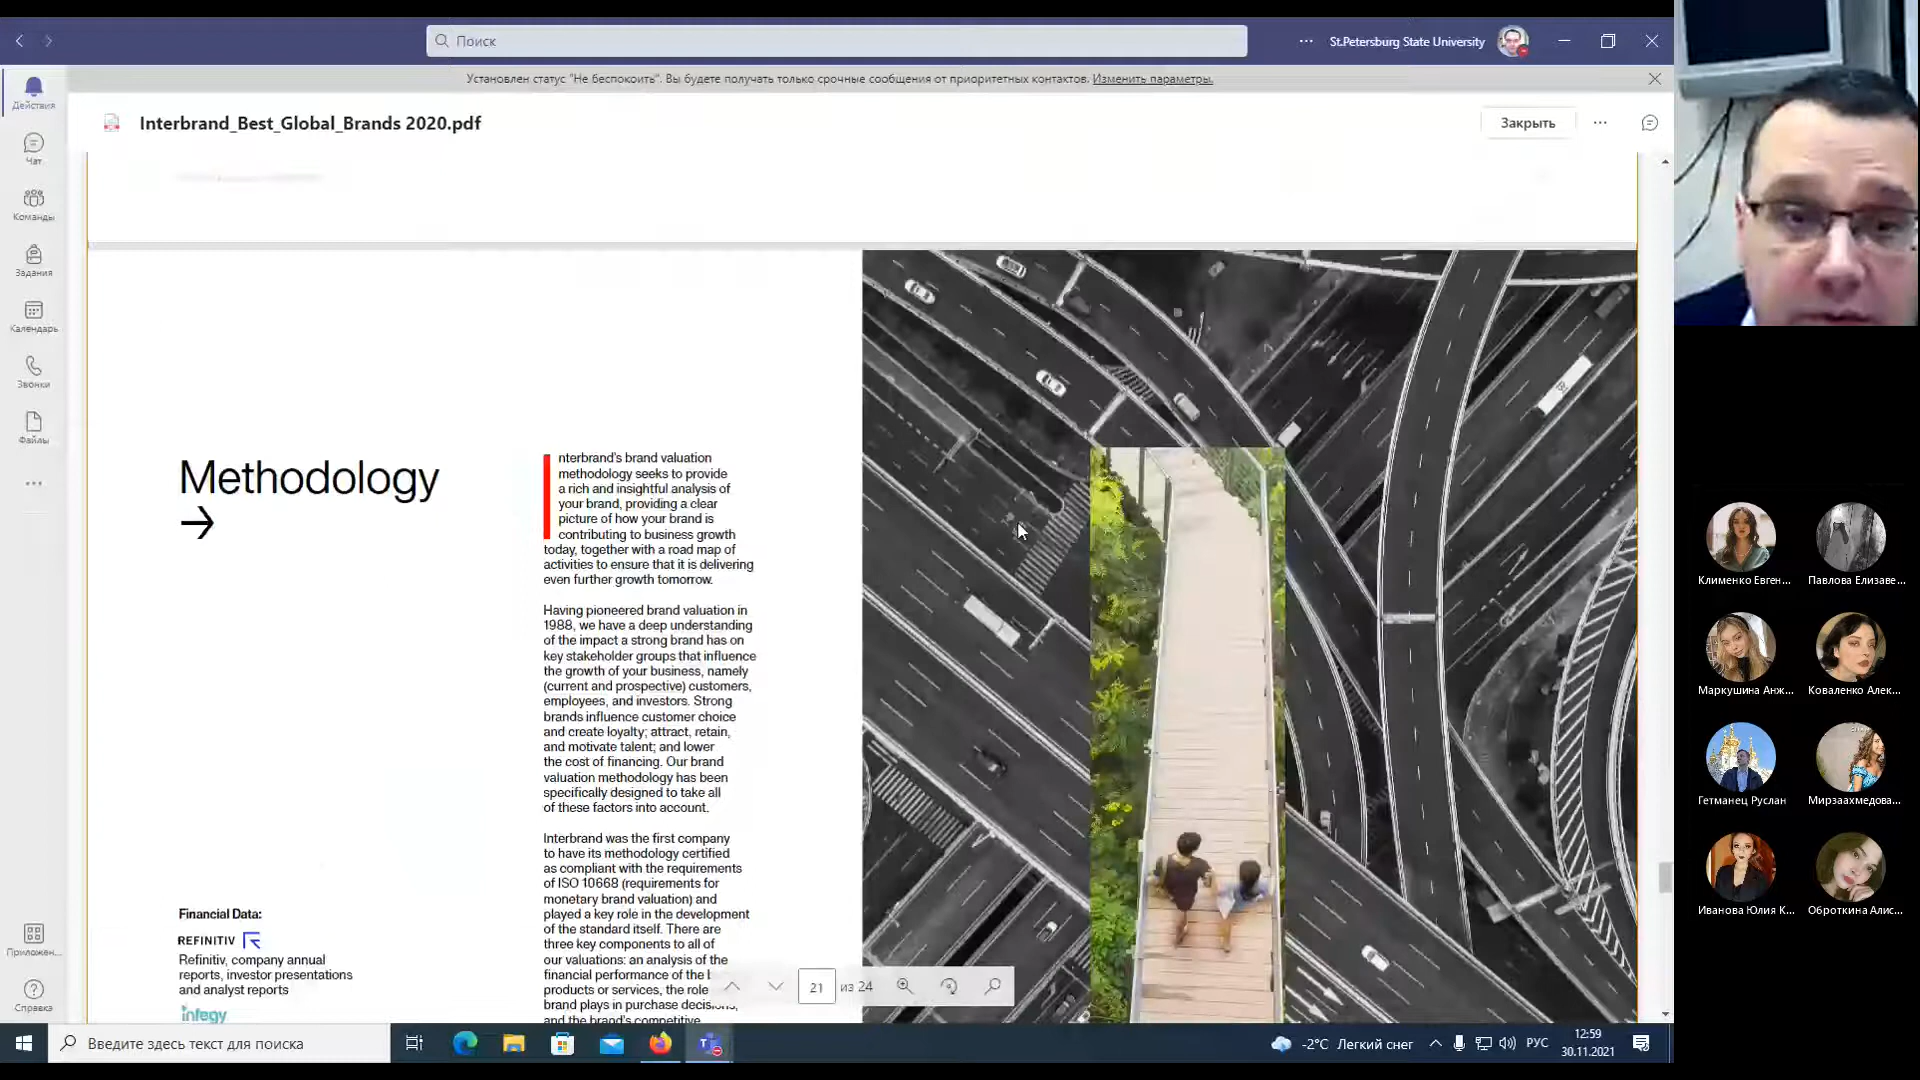 Поиск
St.Petersburg State University
Установлен статус "Не беспокоить". Вы будете получать только срочные сообщения от приоритетных контактов. Изменить параметры.
Действия
Чат
Команды
Задания
Календарь
Звонки
Файлы
Приложен...
Справка
Interbrand_Best_Global_Brands 2020.pdf
Закрыть
Methodology
→
Financial Data:
REFINITIV
Refinitiv, company annual
reports, investor presentations
and analyst reports
infegy
nterbrand's brand valuation
methodology seeks to provide
a rich and insightful analysis of
your brand, providing a clear
picture of how your brand is
contributing to business growth
today, together with a road map of
activities to ensure that it is delivering
even further growth tomorrow.
Having pioneered brand valuation in
1988, we have a deep understanding
of the impact a strong brand has on
key stakeholder groups that influence
the growth of your business, namely
(current and prospective) customers,
employees, and investors. Strong
brands influence customer choice
and create loyalty; attract, retain,
and motivate talent; and lower
the cost of financing. Our brand
valuation methodology has been
specifically designed to take all
of these factors into account.
Interbrand was the first company
to have its methodology certified
as compliant with the requirements
of ISO 10668 (requirements for
monetary brand valuation) and
played a key role in the development
of the standard itself. There are
three key components to all of
our valuations: an analysis of the
financial performance of the
products or services, the role
brand plays in purchase decisions,
and the brand's competitive
21 из 24
Клименко Евген...
Павлова Елизаве...
Маркушина Анж...
Коваленко Алек...
Гетманец Руслан
Мирзаахмедова...
Иванова Юлия К...
Оброткина Алис...
Введите здесь текст для поиска
-2°C Легкий снег
РУС
12:59
30.11.2021